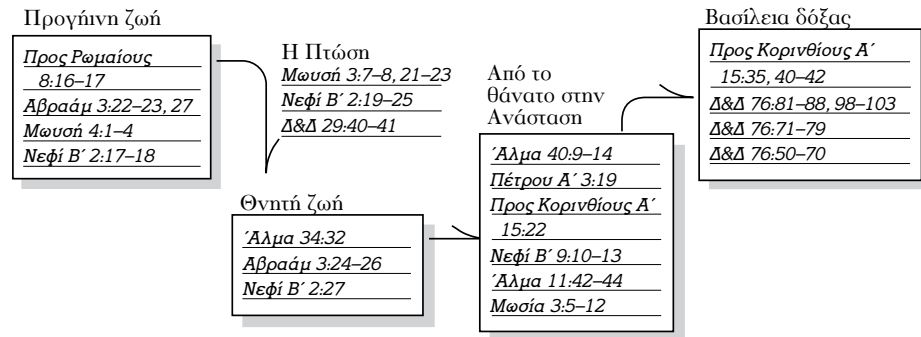 Προγήινη ζωή
Προς Ρωμαίους
8:16–17
Αβραάμ 3:22–23, 27
Μωυσή 4:1–4
Νεφί Β´ 2:17–18
Η Πτώση
Μωυσή 3:7–8, 21–23
Νεφί Β´ 2:19–25
Δ&Δ 29:40–41
Θνητή ζωή
´Αλμα 34:32
Αβραάμ 3:24–26
Νεφί Β´ 2:27
Από το
θάνατο στην
Ανάσταση
´Αλμα 40:9–14
Πέτρου Α´ 3:19
Προς Κορινθίους Α´
15:22
Νεφί Β´ 9:10–13
´Αλμα 11:42–44
Μωσία 3:5–12
Βασίλεια δόξας
Προς Κορινθίους Α´
15:35, 40–42
Δ&Δ 76:81–88, 98–103
Δ&Δ 76:71–79
Δ&Δ 76:50–70